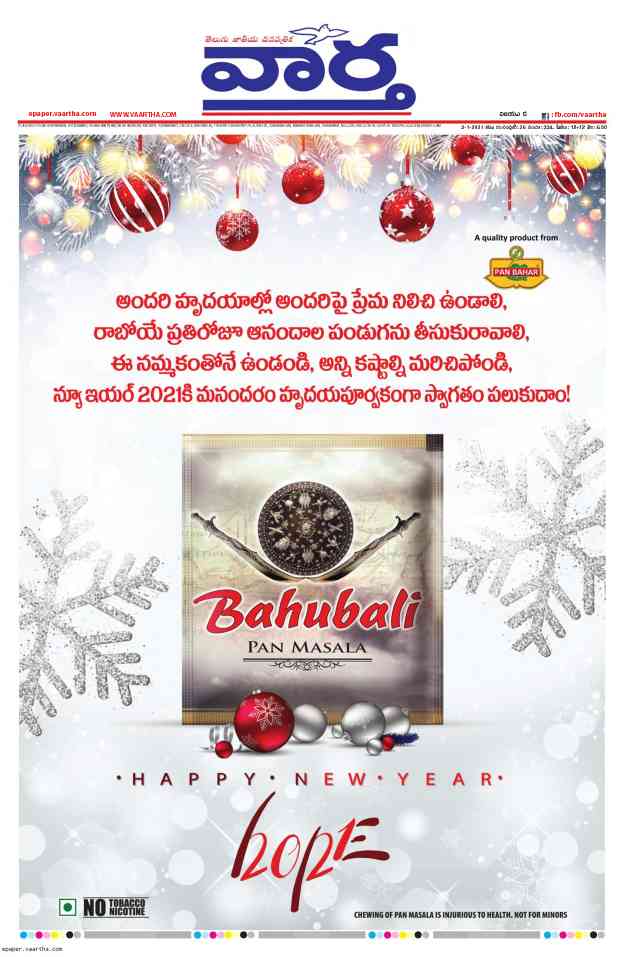 తెలుగు జాతీయ దినపత్రిక
వార్త
epaper.vaartha.com
WWW.VAARTHA.COM
: fb.com/vaartha
A quality product from
PAN BAHAR
అందరి హృదయాల్లో అందరిపై ప్రేమ నిలిచి ఉండాలి,
రాబోయే ప్రతిరోజూ ఆనందాల పండుగను తీసుకురావాలి,
ఈ నమ్మకంతోనే ఉండండి, అన్ని కష్టాల్ని మరిచిపోండి,
న్యూ ఇయర్ 2021కి మనందరం హృదయపూర్వకంగా స్వాగతం పలుకుదాం!
Bahubali
PAN MASALA
HAPPY NEW YEAR
hope
NO TOBACCO NICOTINE
CHEWING OF PAN MASALA IS INJURIOUS TO HEALTH. NOT FOR MINORS
epaper.vaartha.com